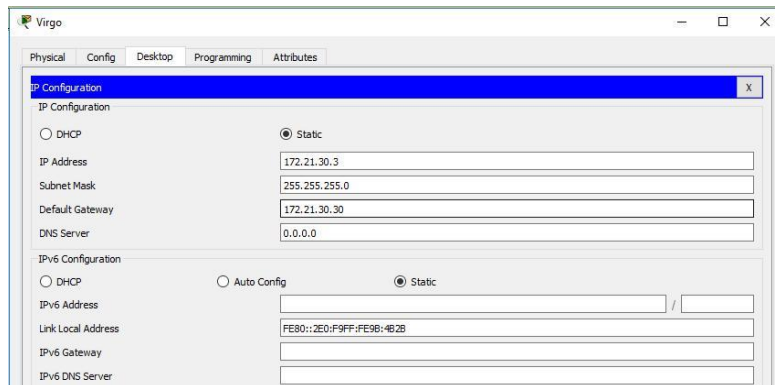 Virgo
Physical Config Desktop Programming Attributes
IP Configuration X
IP Configuration
DHCP Static
IP Address 172.21.30.3
Subnet Mask 255.255.255.0
Default Gateway 172.21.30.30
DNS Server 0.0.0.0
IPv6 Configuration
DHCP Auto Config Static
IPv6 Address /
Link Local Address FE80::2E0:F9FF:FE9B:4B2B
IPv6 Gateway
IPv6 DNS Server